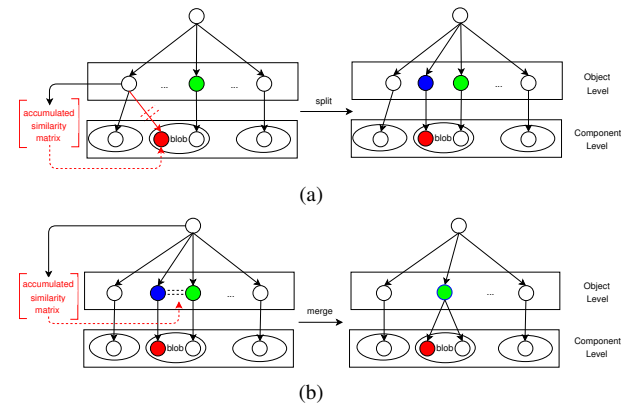 ...
...
Object
Level
accumulated
similarity
matrix
split
blob
blob
Component
Level
(a)
accumulated
similarity
matrix
...
...
Object
Level
merge
blob
blob
Component
Level
(b)